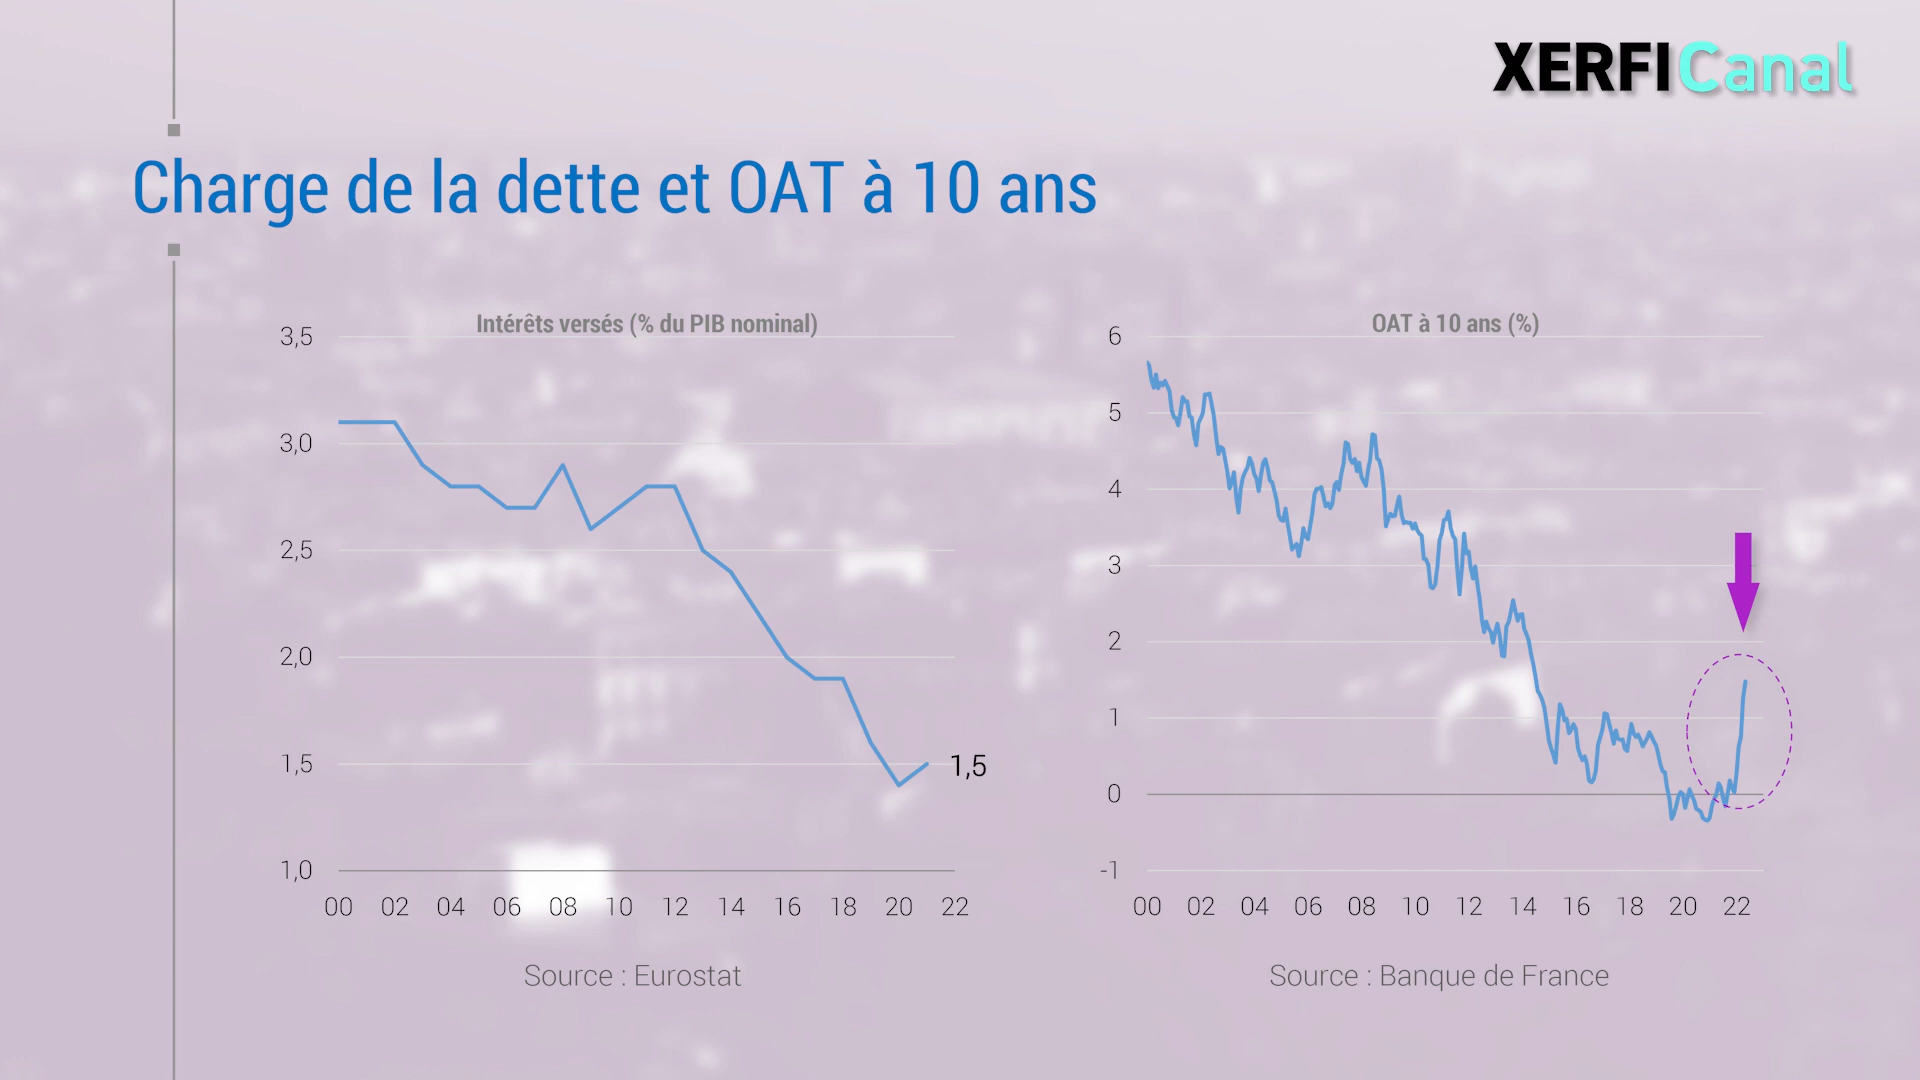 XERFI Canal
Charge de la dette et OAT à 10 ans
Intérêts versés (% du PIB nominal)
3,5
3,0
2,5
2,0
1,5
1,0
1,5
00 02 04 06 08 10 12 14 16 18 20 22
Source : Eurostat
OAT à 10 ans (%)
6
5
4
3
2
1
0
-1
00 02 04 06 08 10 12 14 16 18 20 22
Source : Banque de France